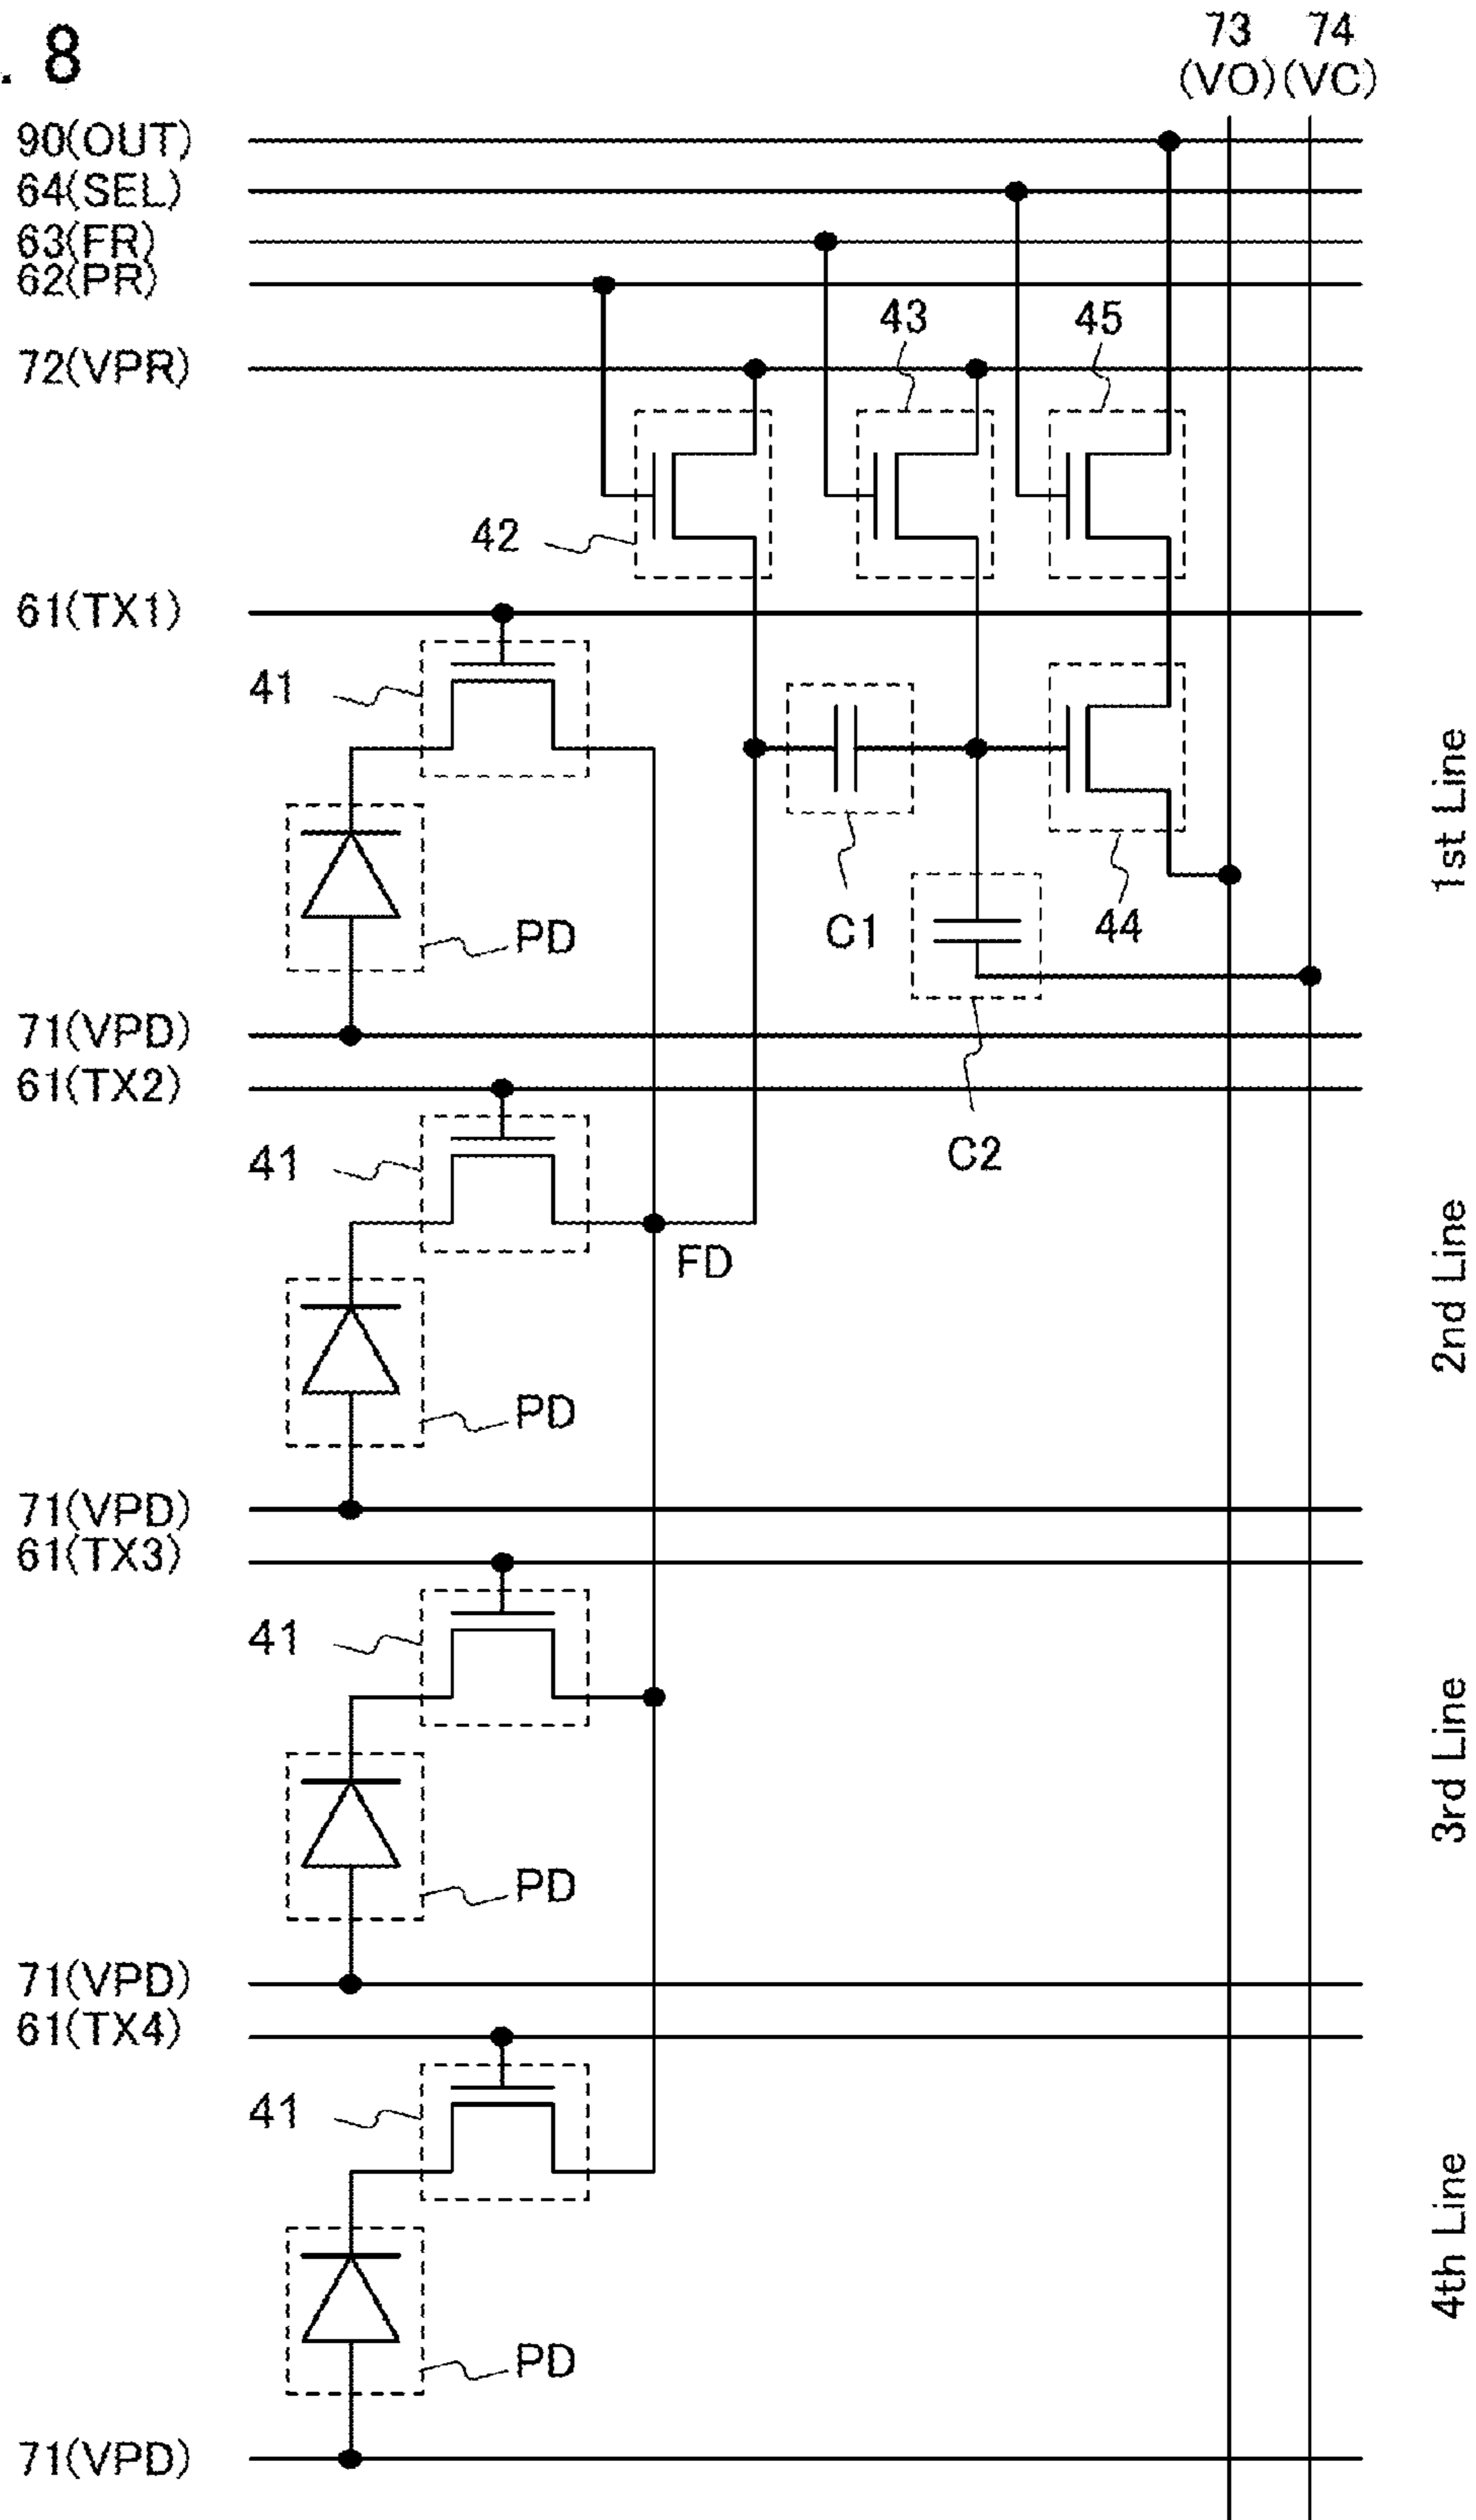 . 8
73 74
(VO) (VC)
90(OUT)
64(SEL)
63(FR)
62(PR)
43 45
72(VPR)
42
61(TX1)
41
1st Line
C1 44
PD
71(VPD)
61(TX2)
C2
41
FD
2nd Line
PD
71(VPD)
61(TX3)
41
3rd Line
PD
71(VPD)
61(TX4)
41
4th Line
PD
71(VPD)